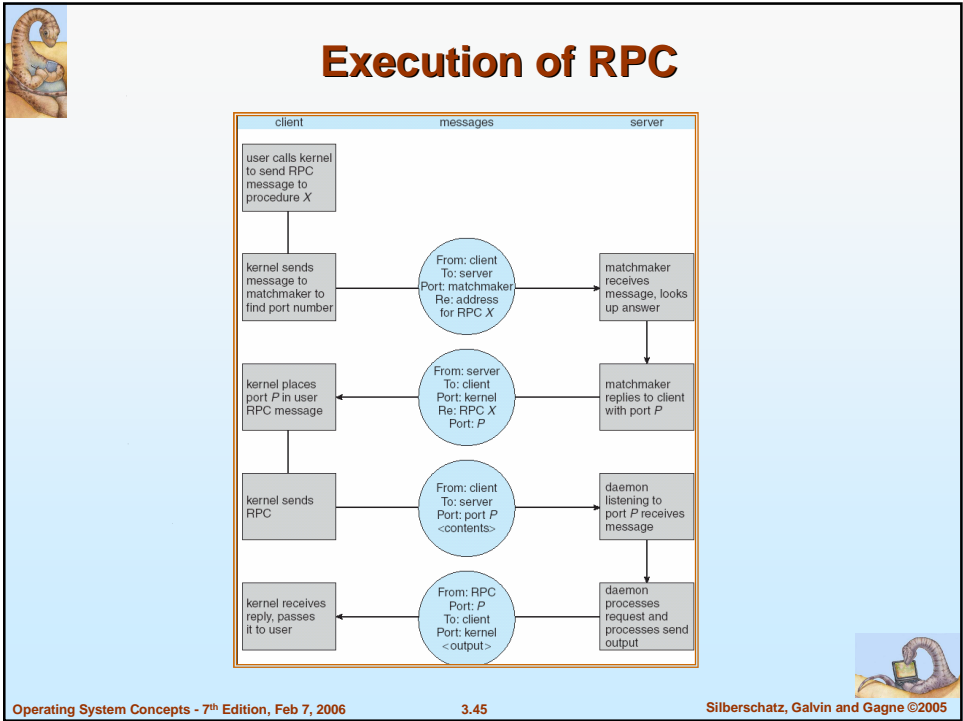 Execution of RPC
client messages server
user calls kernel
to send RPC
message to
procedure X
kernel sends
message to
matchmaker to
find port number
From: client
To: server
Port: matchmaker
Re: address
for RPC X
matchmaker
receives
message, looks
up answer
kernel places
port P in user
RPC message
From: server
To: client
Port: kernel
Re: RPC X
Port: P
matchmaker
replies to client
with port P
kernel sends
RPC
From: client
To: server
Port: port P
<contents>
daemon
listening to
port P receives
message
kernel receives
reply, passes
it to user
From: RPC
Port: P
To: client
Port: kernel
<output>
daemon
processes
request and
processes send
output
Operating System Concepts - 7th Edition, Feb 7, 2006 3.45 Silberschatz, Galvin and Gagne ©2005